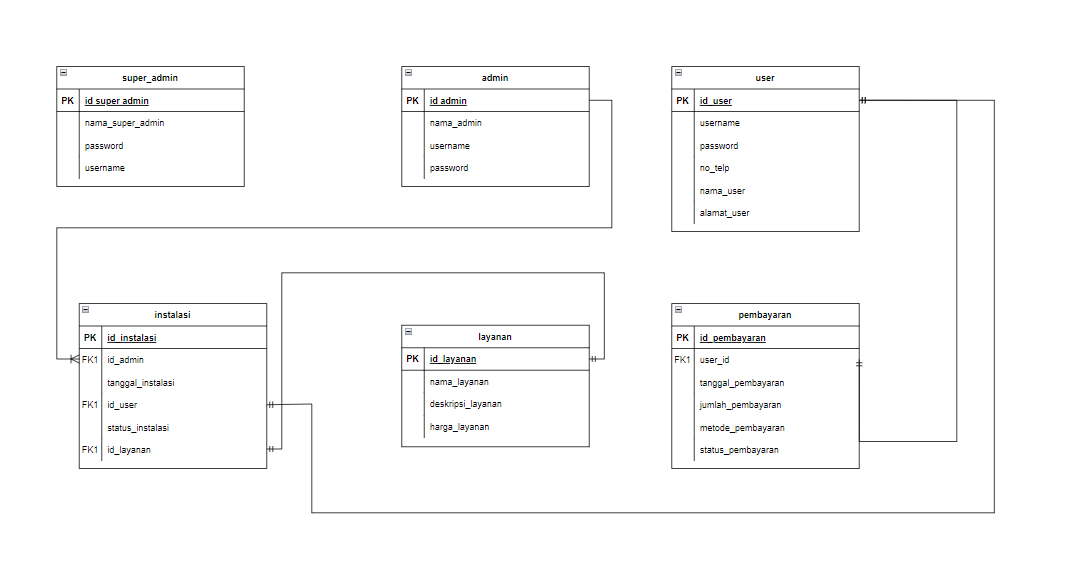 super_admin
PK id super admin
nama_super_admin
password
username
admin
PK id admin
nama_admin
username
password
user
PK id_user
username
password
no_telp
nama_user
alamat_user
instalasi
PK id_instalasi
FK1 id_admin
tanggal_instalasi
FK1 id_user
status_instalasi
FK1 id_layanan
layanan
PK id_layanan
nama_layanan
deskripsi_layanan
harga_layanan
pembayaran
PK id_pembayaran
FK1 user_id
tanggal_pembayaran
jumlah_pembayaran
metode_pembayaran
status_pembayaran